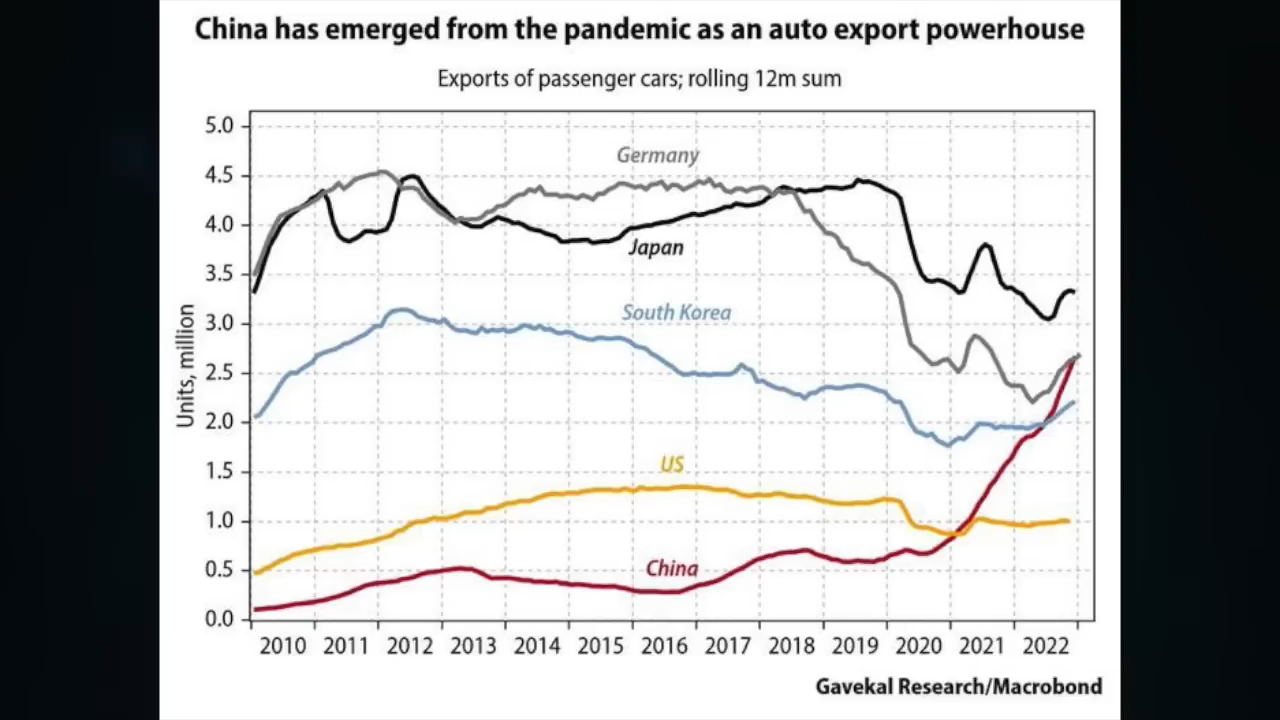 China has emerged from the pandemic as an auto export powerhouse
Exports of passenger cars; rolling 12m sum
Units, million
5.0
4.5
4.0
3.5
3.0
2.5
2.0
1.5
1.0
0.5
0.0
Germany
Japan
South Korea
US
China
2010 2011 2012 2013 2014 2015 2016 2017 2018 2019 2020 2021 2022
Gavekal Research/Macrobond